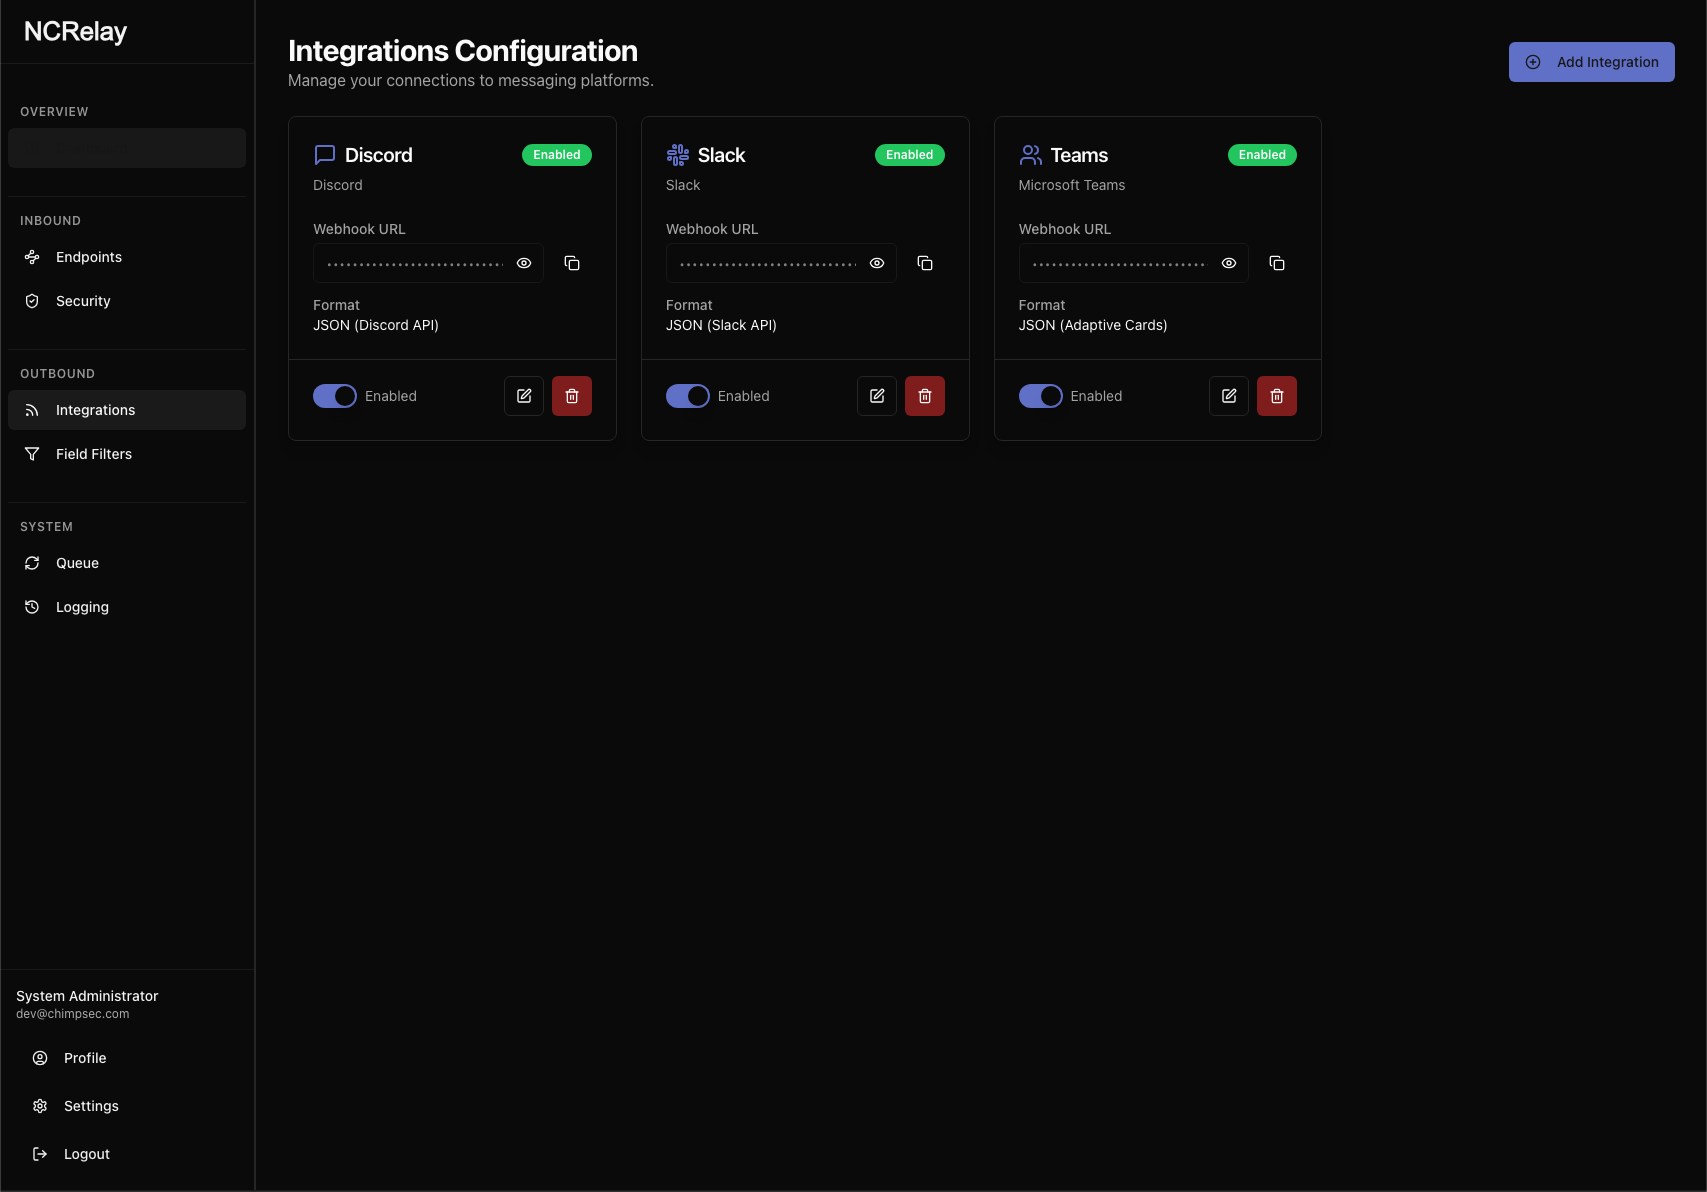 NCRelay
OVERVIEW
INBOUND
Endpoints
Security
OUTBOUND
Integrations
Field Filters
SYSTEM
Queue
Logging
System Administrator
dev@chimpsec.com
Profile
Settings
Logout
Integrations Configuration
Manage your connections to messaging platforms.
Add Integration
Discord
Enabled
Discord
Webhook URL
Format
JSON (Discord API)
Enabled
Slack
Enabled
Slack
Webhook URL
Format
JSON (Slack API)
Enabled
Teams
Enabled
Microsoft Teams
Webhook URL
Format
JSON (Adaptive Cards)
Enabled